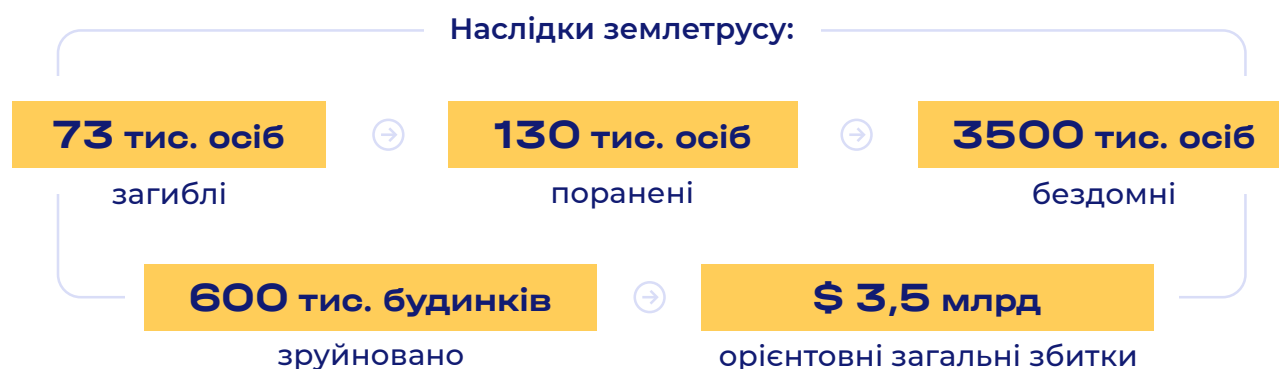 Наслідки землетрусу:
73 тис. осіб
130 тис. осіб
3500 тис. осіб
загиблі
поранені
бездомні
600 тис. будинків
$ 3,5 млрд
зруйновано
орієнтовні загальні збитки